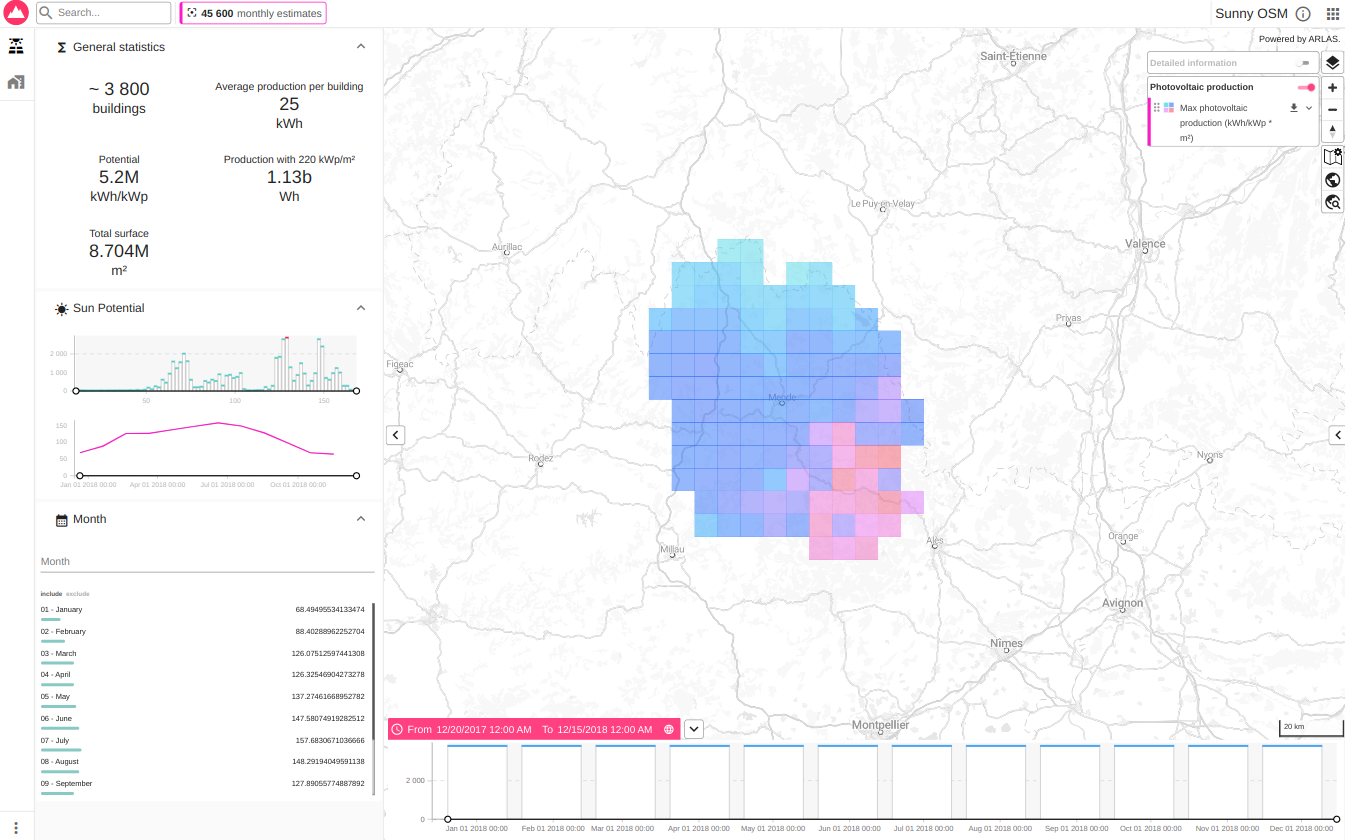 Search...
45 600 monthly estimates
Sunny OSM
General statistics
~ 3 800
buildings
Average production per building
25
kWh
Potential
5.2M
kWh/kWp
Production with 220 kWp/m²
1.13b
Wh
Total surface
8.704M
m²
Sun Potential
2 000
1 000
0
50
100
150
150
100
50
0
Jan 01 2018 00:00
Apr 01 2018 00:00
Jul 01 2018 00:00
Oct 01 2018 00:00
Month
Month
include exclude
01 - January 68.49495534133474
02 - February 88.40288962252704
03 - March 126.07512597441308
04 - April 126.32546904273278
05 - May 137.27461668952782
06 - June 147.58074919282512
07 - July 157.6830671036666
08 - August 148.29194049591138
09 - September 127.89055774887892
Powered by ARLAS.
Detailed information
Photovoltaic production
Max photovoltaic
production (kWh/kWp *
m²)
Saint-Étienne
Le Puy-en-Velay
Aurillac
Valence
Privas
Figeac
Mende
Rodez
Nyons
Millau
Alès
Orange
Avignon
Nîmes
Montpellier
20 km
From 12/20/2017 12:00 AM To 12/15/2018 12:00 AM
2 000
0
Jan 01 2018 00:00
Feb 01 2018 00:00
Mar 01 2018 00:00
Apr 01 2018 00:00
May 01 2018 00:00
Jun 01 2018 00:00
Jul 01 2018 00:00
Aug 01 2018 00:00
Sep 01 2018 00:00
Oct 01 2018 00:00
Nov 01 2018 00:00
Dec 01 2018 00:00